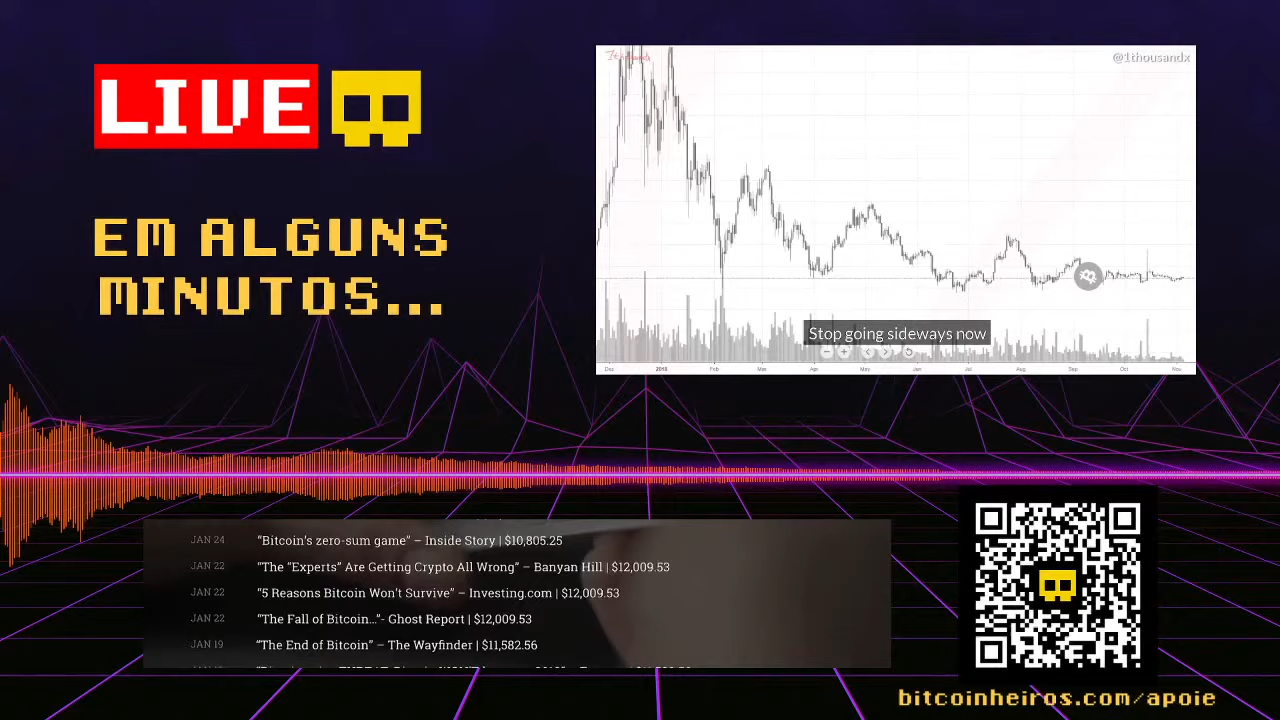 LIVE
EM ALGUNS
MINUTOS...
@1thousandx
Stop going sideways now
Dec 2018 Feb Mar Apr May Jun Jul Aug Sep Oct Nov
JAN 24 “Bitcoin’s zero-sum game” – Inside Story | $10,805.25
JAN 22 “The “Experts” Are Getting Crypto All Wrong” – Banyan Hill | $12,009.53
JAN 22 “5 Reasons Bitcoin Won’t Survive” – Investing.com | $12,009.53
JAN 22 “The Fall of Bitcoin…”- Ghost Report | $12,009.53
JAN 19 “The End of Bitcoin” – The Wayfinder | $11,582.56
bitcoinheiros.com/apoie